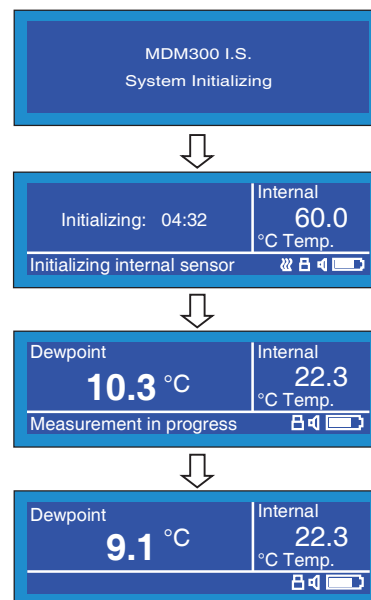 MDM300 I.S.
System Initializing
Internal
Initializing: 04:32
60.0
°C Temp.
Initializing internal sensor
Dewpoint
Internal
10.3 °C
22.3
°C Temp.
Measurement in progress
Dewpoint
Internal
9.1 °C
22.3
°C Temp.